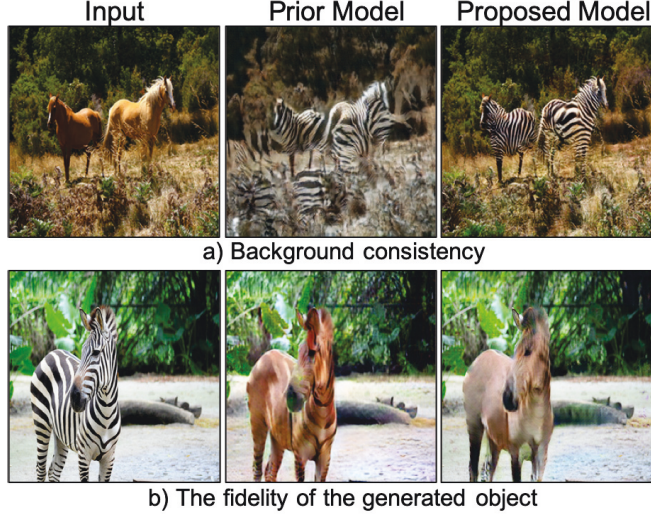 Input Prior Model Proposed Model
a) Background consistency
b) The fidelity of the generated object